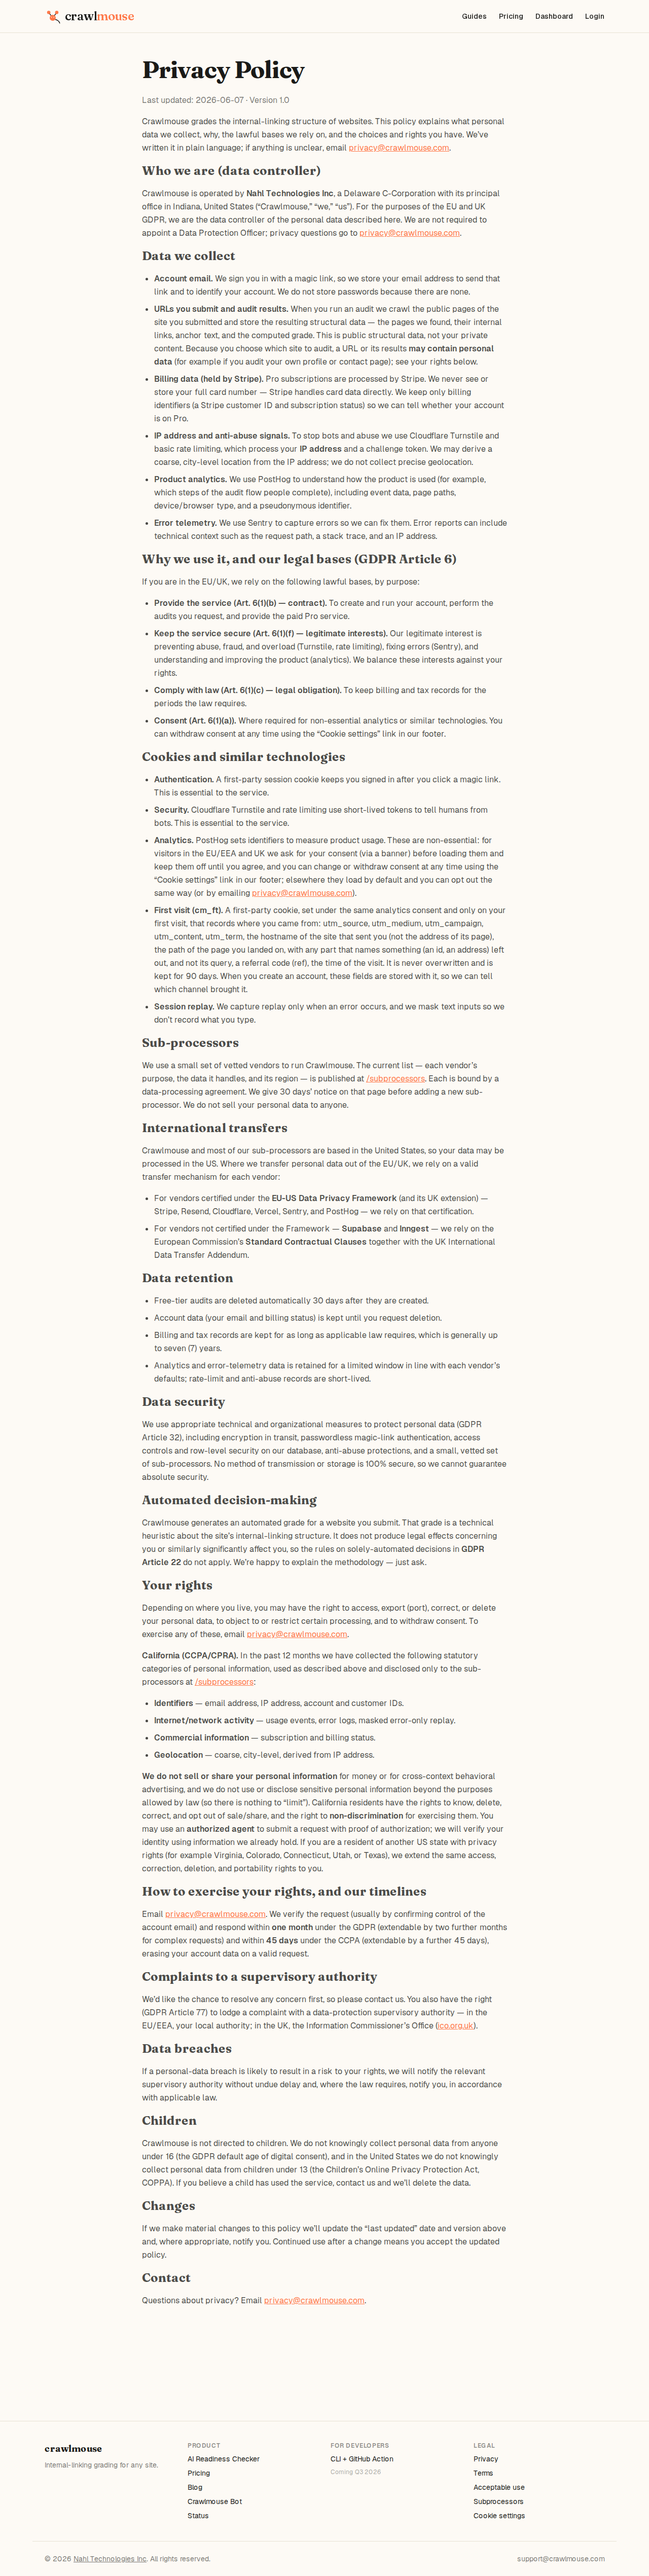 crawlmouse
Guides Pricing Dashboard Login
Privacy Policy
Last updated: 2026-06-07 · Version 1.0
Crawlmouse grades the internal-linking structure of websites. This policy explains what personal
data we collect, why, the lawful bases we rely on, and the choices and rights you have. We've
written it in plain language; if anything is unclear, email privacy@crawlmouse.com.
Who we are (data controller)
Crawlmouse is operated by Nahl Technologies Inc, a Delaware C-Corporation with its principal
office in Indiana, United States (“Crawlmouse,” “we,” “us”). For the purposes of the EU and UK
GDPR, we are the data controller of the personal data described here. We are not required to
appoint a Data Protection Officer; privacy questions go to privacy@crawlmouse.com.
Data we collect
• Account email. We sign you in with a magic link, so we store your email address to send that
link and to identify your account. We do not store passwords because there are none.
• URLs you submit and audit results. When you run an audit we crawl the public pages of the
site you submitted and store the resulting structural data — the pages we found, their internal
links, anchor text, and the computed grade. This is public structural data, not your private
content. Because you choose which site to audit, a URL or its results may contain personal
data (for example if you audit your own profile or contact page); see your rights below.
• Billing data (held by Stripe). Pro subscriptions are processed by Stripe. We never see or
store your full card number — Stripe handles card data directly. We keep only billing
identifiers (a Stripe customer ID and subscription status) so we can tell whether your account
is on Pro.
• IP address and anti-abuse signals. To stop bots and abuse we use Cloudflare Turnstile and
basic rate limiting, which process your IP address and a challenge token. We may derive a
coarse, city-level location from the IP address; we do not collect precise geolocation.
• Product analytics. We use PostHog to understand how the product is used (for example,
which steps of the audit flow people complete), including event data, page paths,
device/browser type, and a pseudonymous identifier.
• Error telemetry. We use Sentry to capture errors so we can fix them. Error reports can include
technical context such as the request path, a stack trace, and an IP address.
Why we use it, and our legal bases (GDPR Article 6)
If you are in the EU/UK, we rely on the following lawful bases, by purpose:
• Provide the service (Art. 6(1)(b) — contract). To create and run your account, perform the
audits you request, and provide the paid Pro service.
• Keep the service secure (Art. 6(1)(f) — legitimate interests). Our legitimate interest is
preventing abuse, fraud, and overload (Turnstile, rate limiting), fixing errors (Sentry), and
understanding and improving the product (analytics). We balance these interests against your
rights.
• Comply with law (Art. 6(1)(c) — legal obligation). To keep billing and tax records for the
periods the law requires.
• Consent (Art. 6(1)(a)). Where required for non-essential analytics or similar technologies. You
can withdraw consent at any time using the “Cookie settings” link in our footer.
Cookies and similar technologies
• Authentication. A first-party session cookie keeps you signed in after you click a magic link.
This is essential to the service.
• Security. Cloudflare Turnstile and rate limiting use short-lived tokens to tell humans from
bots. This is essential to the service.
• Analytics. PostHog sets identifiers to measure product usage. These are non-essential: for
visitors in the EU/EEA and UK we ask for your consent (via a banner) before loading them and
keep them off until you agree, and you can change or withdraw consent at any time using the
“Cookie settings” link in our footer; elsewhere they load by default and you can opt out the
same way (or by emailing privacy@crawlmouse.com).
• First visit (cm_ft). A first-party cookie, set under the same analytics consent and only on your
first visit, that records where you came from: utm_source, utm_medium, utm_campaign,
utm_content, utm_term, the hostname of the site that sent you (not the address of its page),
the path of the page you landed on, with any part that names something (an id, an address) left
out, and not its query, a referral code (ref), the time of the visit. It is never overwritten and is
kept for 90 days. When you create an account, these fields are stored with it, so we can tell
which channel brought it.
• Session replay. We capture replay only when an error occurs, and we mask text inputs so we
don't record what you type.
Sub-processors
We use a small set of vetted vendors to run Crawlmouse. The current list — each vendor's
purpose, the data it handles, and its region — is published at /subprocessors. Each is bound by a
data-processing agreement. We give 30 days' notice on that page before adding a new sub-
processor. We do not sell your personal data to anyone.
International transfers
Crawlmouse and most of our sub-processors are based in the United States, so your data may be
processed in the US. Where we transfer personal data out of the EU/UK, we rely on a valid
transfer mechanism for each vendor:
• For vendors certified under the EU-US Data Privacy Framework (and its UK extension) —
Stripe, Resend, Cloudflare, Vercel, Sentry, and PostHog — we rely on that certification.
• For vendors not certified under the Framework — Supabase and Inngest — we rely on the
European Commission's Standard Contractual Clauses together with the UK International
Data Transfer Addendum.
Data retention
• Free-tier audits are deleted automatically 30 days after they are created.
• Account data (your email and billing status) is kept until you request deletion.
• Billing and tax records are kept for as long as applicable law requires, which is generally up
to seven (7) years.
• Analytics and error-telemetry data is retained for a limited window in line with each vendor's
defaults; rate-limit and anti-abuse records are short-lived.
Data security
We use appropriate technical and organizational measures to protect personal data (GDPR
Article 32), including encryption in transit, passwordless magic-link authentication, access
controls and row-level security on our database, anti-abuse protections, and a small, vetted set
of sub-processors. No method of transmission or storage is 100% secure, so we cannot guarantee
absolute security.
Automated decision-making
Crawlmouse generates an automated grade for a website you submit. That grade is a technical
heuristic about the site's internal-linking structure. It does not produce legal effects concerning
you or similarly significantly affect you, so the rules on solely-automated decisions in GDPR
Article 22 do not apply. We're happy to explain the methodology — just ask.
Your rights
Depending on where you live, you may have the right to access, export (port), correct, or delete
your personal data, to object to or restrict certain processing, and to withdraw consent. To
exercise any of these, email privacy@crawlmouse.com.
California (CCPA/CPRA). In the past 12 months we have collected the following statutory
categories of personal information, used as described above and disclosed only to the sub-
processors at /subprocessors:
• Identifiers — email address, IP address, account and customer IDs.
• Internet/network activity — usage events, error logs, masked error-only replay.
• Commercial information — subscription and billing status.
• Geolocation — coarse, city-level, derived from IP address.
We do not sell or share your personal information for money or for cross-context behavioral
advertising, and we do not use or disclose sensitive personal information beyond the purposes
allowed by law (so there is nothing to “limit”). California residents have the rights to know, delete,
correct, and opt out of sale/share, and the right to non-discrimination for exercising them. You
may use an authorized agent to submit a request with proof of authorization; we will verify your
identity using information we already hold. If you are a resident of another US state with privacy
rights (for example Virginia, Colorado, Connecticut, Utah, or Texas), we extend the same access,
correction, deletion, and portability rights to you.
How to exercise your rights, and our timelines
Email privacy@crawlmouse.com. We verify the request (usually by confirming control of the
account email) and respond within one month under the GDPR (extendable by two further months
for complex requests) and within 45 days under the CCPA (extendable by a further 45 days),
erasing your account data on a valid request.
Complaints to a supervisory authority
We'd like the chance to resolve any concern first, so please contact us. You also have the right
(GDPR Article 77) to lodge a complaint with a data-protection supervisory authority — in the
EU/EEA, your local authority; in the UK, the Information Commissioner's Office (ico.org.uk).
Data breaches
If a personal-data breach is likely to result in a risk to your rights, we will notify the relevant
supervisory authority without undue delay and, where the law requires, notify you, in accordance
with applicable law.
Children
Crawlmouse is not directed to children. We do not knowingly collect personal data from anyone
under 16 (the GDPR default age of digital consent), and in the United States we do not knowingly
collect personal data from children under 13 (the Children's Online Privacy Protection Act,
COPPA). If you believe a child has used the service, contact us and we'll delete the data.
Changes
If we make material changes to this policy we'll update the “last updated” date and version above
and, where appropriate, notify you. Continued use after a change means you accept the updated
policy.
Contact
Questions about privacy? Email privacy@crawlmouse.com.
crawlmouse
Internal-linking grading for any site.
PRODUCT
AI Readiness Checker
Pricing
Blog
Crawlmouse Bot
Status
FOR DEVELOPERS
CLI + GitHub Action
Coming Q3 2026
LEGAL
Privacy
Terms
Acceptable use
Subprocessors
Cookie settings
© 2026 Nahl Technologies Inc. All rights reserved.
support@crawlmouse.com